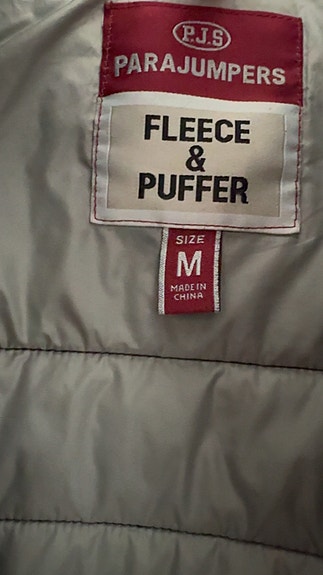 P.J.S
PARAJUMPERS
FLEECE
&
PUFFER
SIZE
M
MADE IN
CHINA